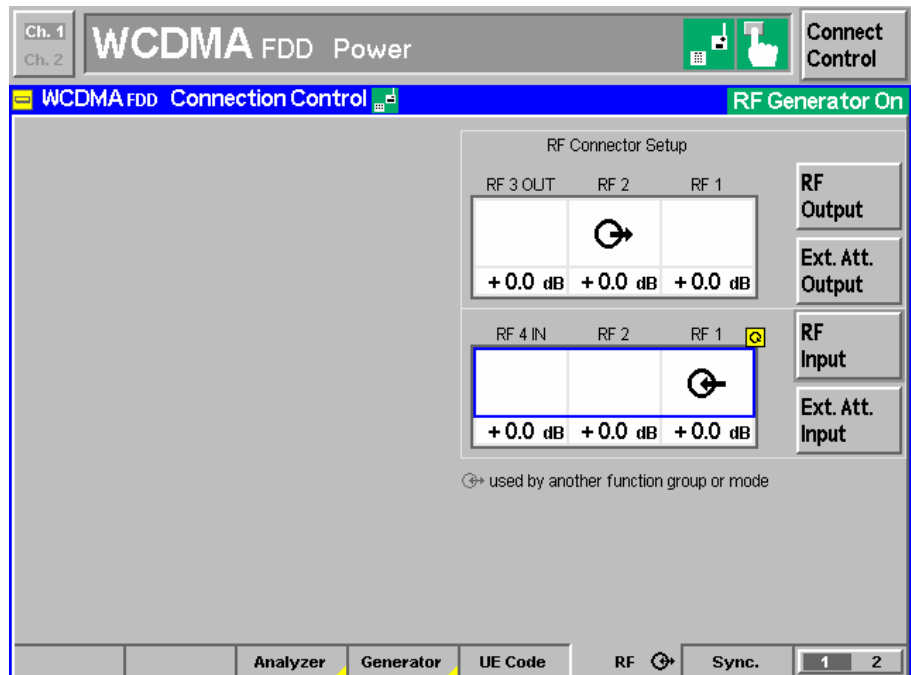 Ch. 1
Ch. 2
WCDMA FDD Power
Connect
Control
WCDMA FDD Connection Control
RF Generator On
RF Connector Setup
RF 3 OUT RF 2 RF 1
RF
Output
+ 0.0 dB + 0.0 dB + 0.0 dB
Ext. Att.
Output
RF 4 IN RF 2 RF 1
RF
Input
+ 0.0 dB + 0.0 dB + 0.0 dB
Ext. Att.
Input
used by another function group or mode
Analyzer Generator UE Code RF Sync. 1 2